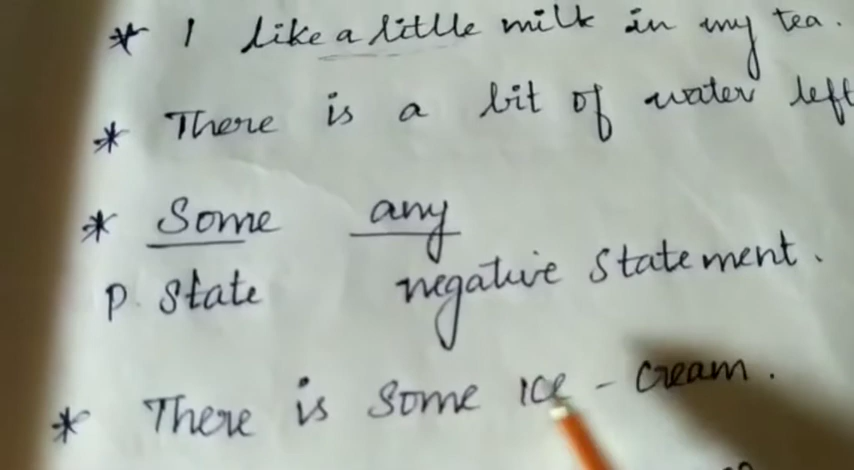 * I like a little milk in my tea.
* There is a bit of water left
* Some any
p. state negative statement.
* There is some ice-cream.